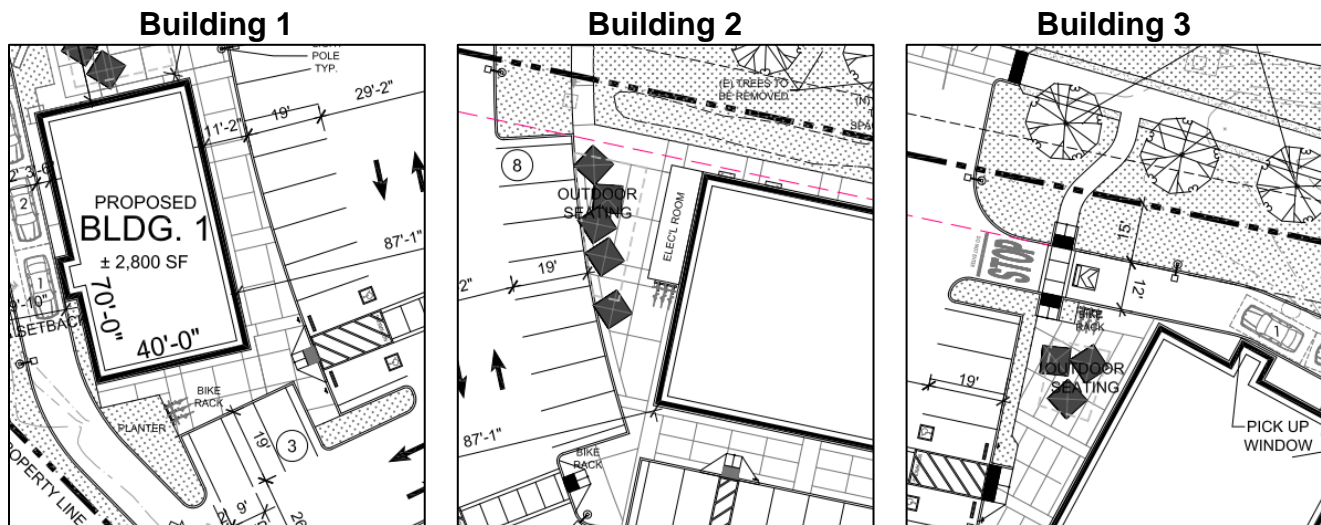 Building 1
POLE
TYP.
29'-2"
19'
11'-2"
PROPOSED
BLDG. 1
± 2,800 SF
2
1
87'-1"
70'-0"
40'-0"
SETBACK
BIKE
RACK
PLANTER
3
19'
9'
PROPERTY LINE
Building 2
(E) TREES TO
BE REMOVED
8
OUTDOOR
SEATING
ELEC'L ROOM
19'
87'-1"
BIKE
RACK
Building 3
STOP
15'
12'
BIKE
RACK
OUTDOOR
SEATING
19'
1
PICK UP
WINDOW